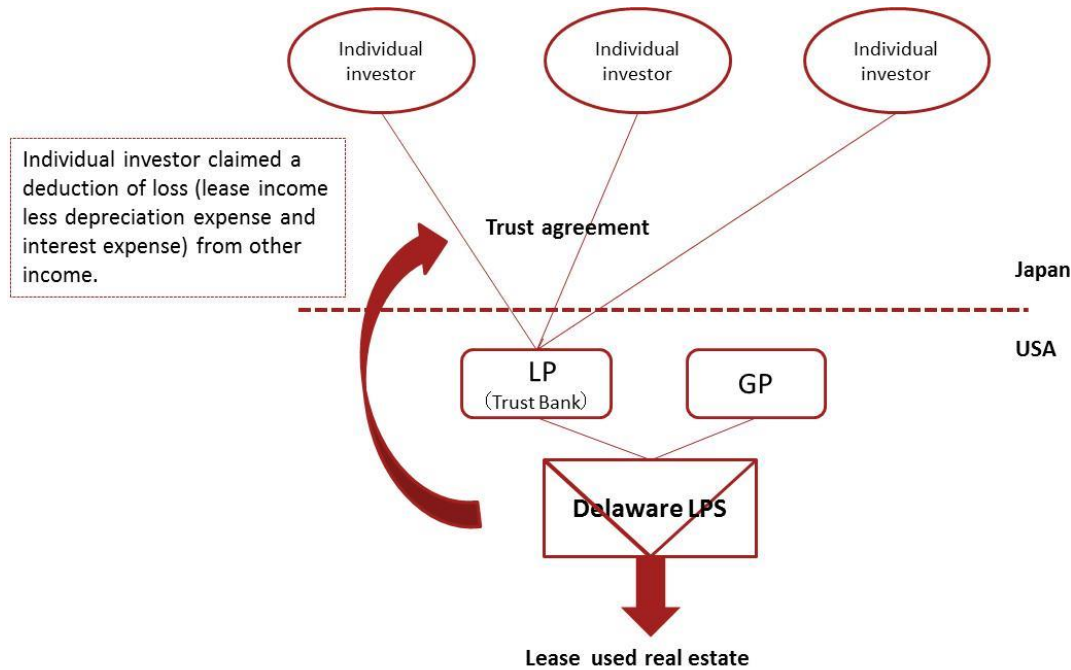 Individual
investor
Individual
investor
Individual
investor
Individual investor claimed a
deduction of loss (lease income
less depreciation expense and
interest expense) from other
income.
Trust agreement
Japan
USA
LP
（Trust Bank）
GP
Delaware LPS
Lease used real estate